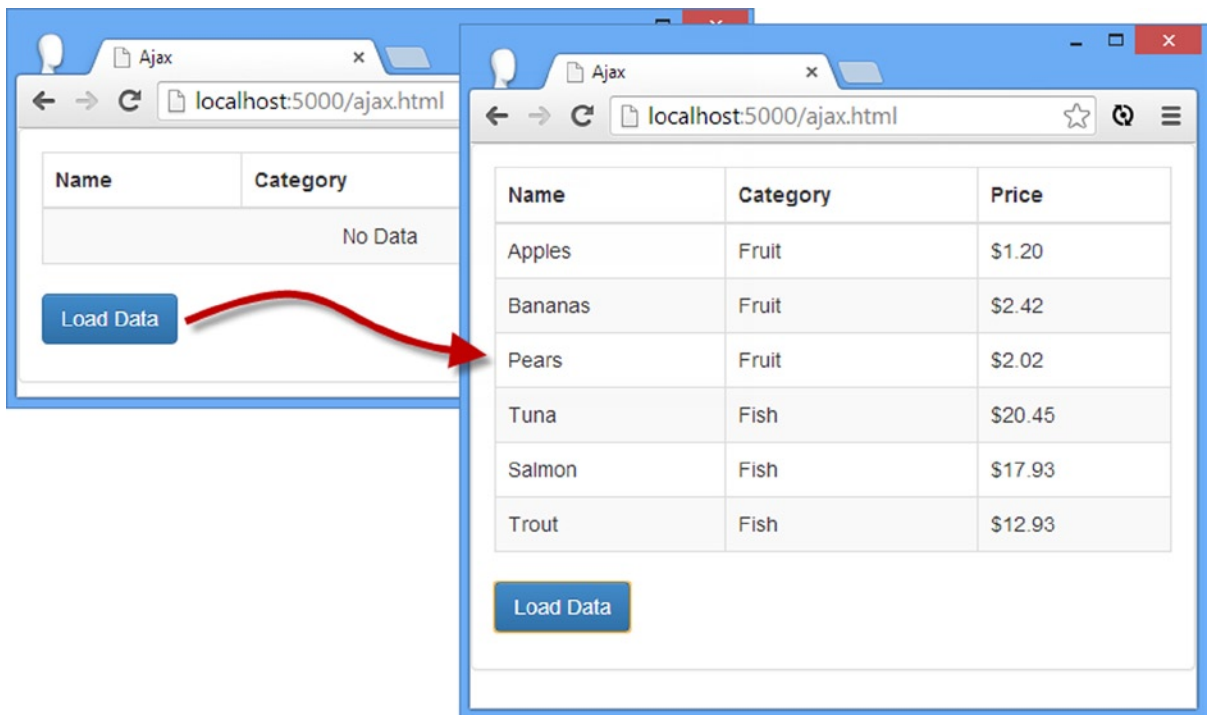 Ajax
localhost:5000/ajax.html
Name Category
No Data
Load Data
Ajax
localhost:5000/ajax.html
Name Category Price
Apples Fruit $1.20
Bananas Fruit $2.42
Pears Fruit $2.02
Tuna Fish $20.45
Salmon Fish $17.93
Trout Fish $12.93
Load Data